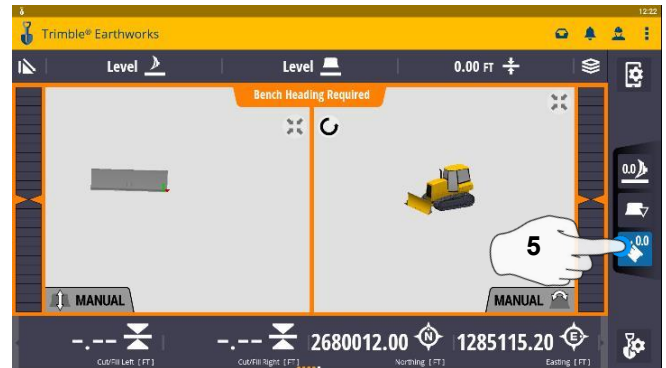 12:22
Trimble® Earthworks
Level Level 0.00 FT
Bench Heading Required
0.0
5
0.0
MANUAL MANUAL
-.-- -.-- 2680012.00 N 1285115.20 E
Cut/Fill Left [FT] Cut/Fill Right [FT] Northing [FT] Easting [FT]